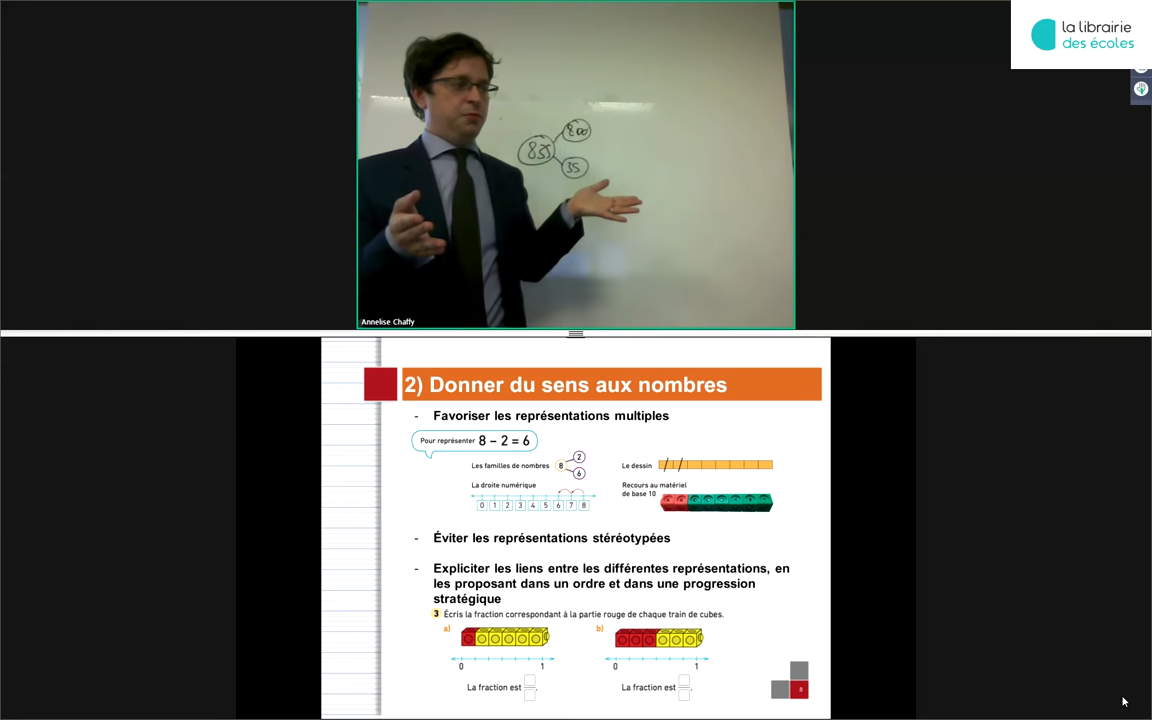 la librairie
des écoles
835
800
35
Annelise Chaffy
2) Donner du sens aux nombres
- Favoriser les représentations multiples
Pour représenter 8 – 2 = 6
Les familles de nombres 8 2 6
Le dessin
La droite numérique
0 1 2 3 4 5 6 7 8
Recours au matériel
de base 10
- Éviter les représentations stéréotypées
- Expliciter les liens entre les différentes représentations, en
les proposant dans un ordre et dans une progression
stratégique
3 Écris la fraction correspondant à la partie rouge de chaque train de cubes.
a) b)
0 1 0 1
La fraction est . La fraction est .
8